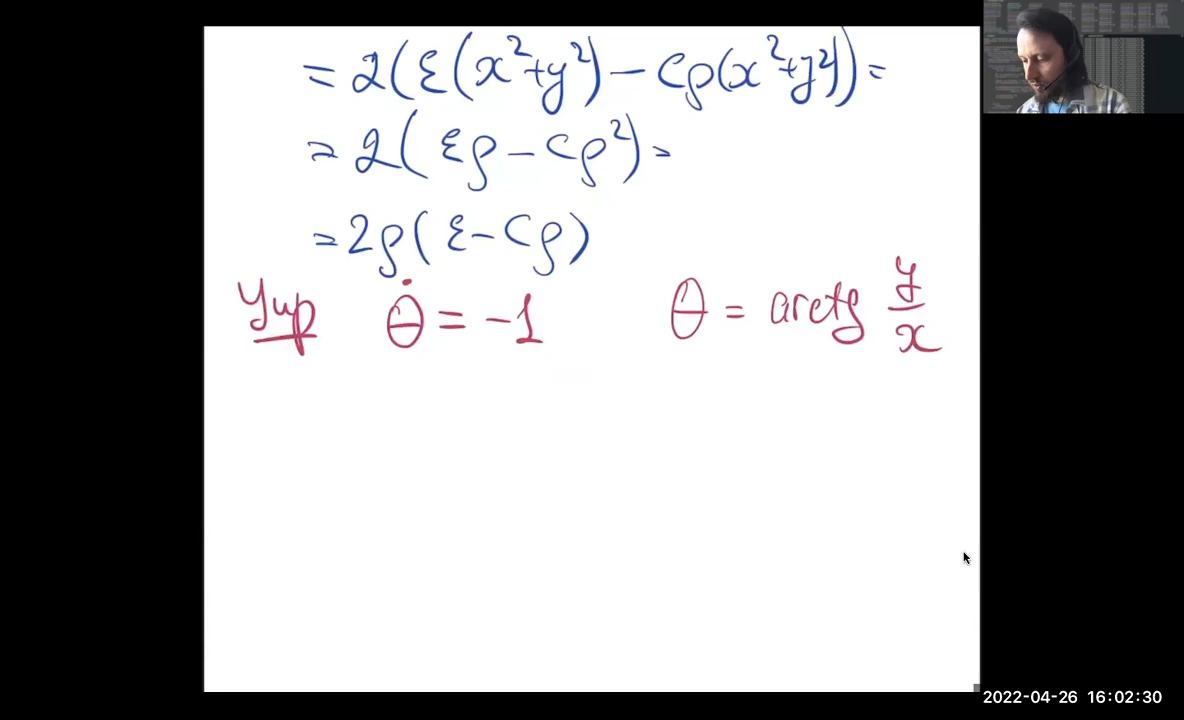 = 2(ε(x²+y²) − Cρ(x²+y²)) =
= 2(ερ − Cρ²) =
= 2ρ(ε − Cρ)
Упр θ̇ = −1 θ = arctg y/x
2022-04-26 16:02:30